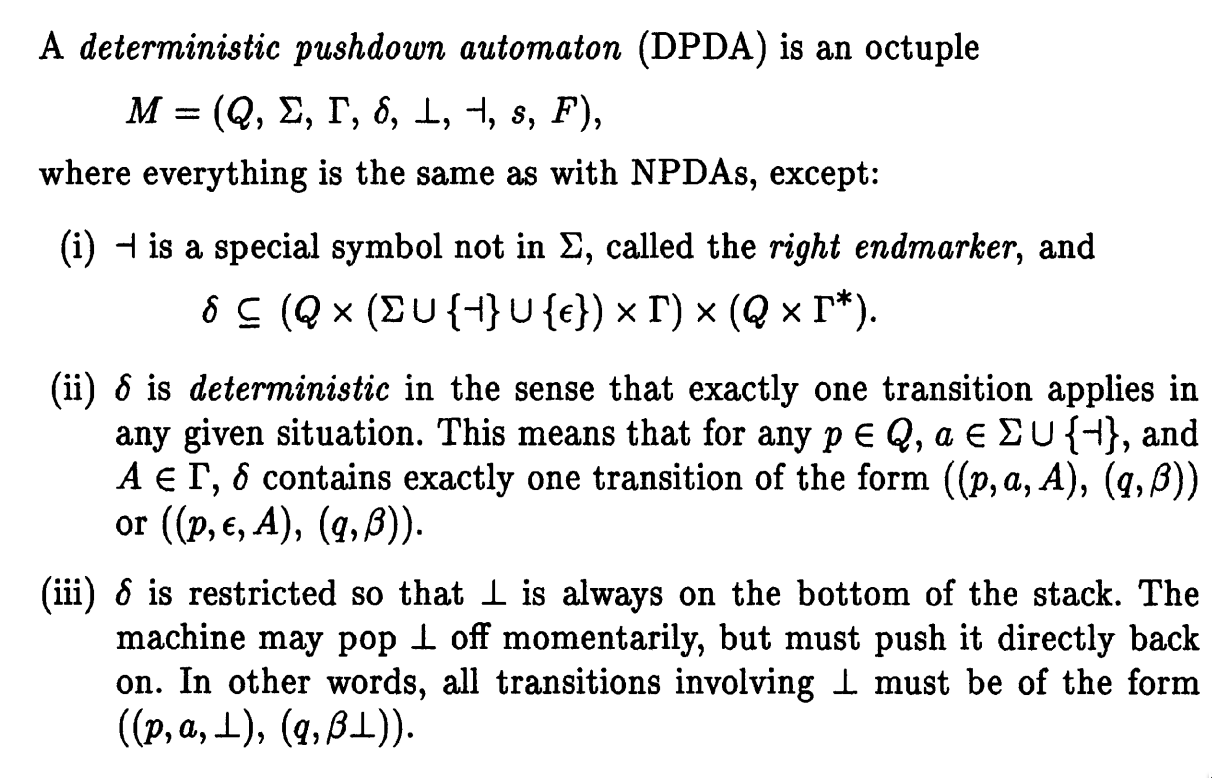 A deterministic pushdown automaton (DPDA) is an octuple
M = (Q, Σ, Γ, δ, ⊥, ⊣, s, F),
where everything is the same as with NPDAs, except:
(i) ⊣ is a special symbol not in Σ, called the right endmarker, and
δ ⊆ (Q × (Σ ∪ {⊣} ∪ {ϵ}) × Γ) × (Q × Γ*).
(ii) δ is deterministic in the sense that exactly one transition applies in
any given situation. This means that for any p ∈ Q, a ∈ Σ ∪ {⊣}, and
A ∈ Γ, δ contains exactly one transition of the form ((p, a, A), (q, β))
or ((p, ϵ, A), (q, β)).
(iii) δ is restricted so that ⊥ is always on the bottom of the stack. The
machine may pop ⊥ off momentarily, but must push it directly back
on. In other words, all transitions involving ⊥ must be of the form
((p, a, ⊥), (q, β⊥)).